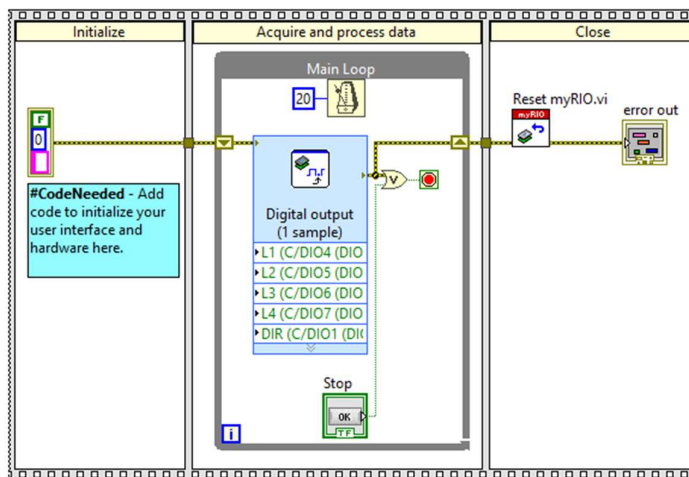 Initialize
Acquire and process data
Close
F
0
#CodeNeeded - Add
code to initialize your
user interface and
hardware here.
Main Loop
20
Digital output
(1 sample)
L1 (C/DIO4 (DIO
L2 (C/DIO5 (DIO
L3 (C/DIO6 (DIO
L4 (C/DIO7 (DIO
DIR (C/DIO1 (DI
V
Stop
OK
TF
i
Reset myRIO.vi
myRIO
error out